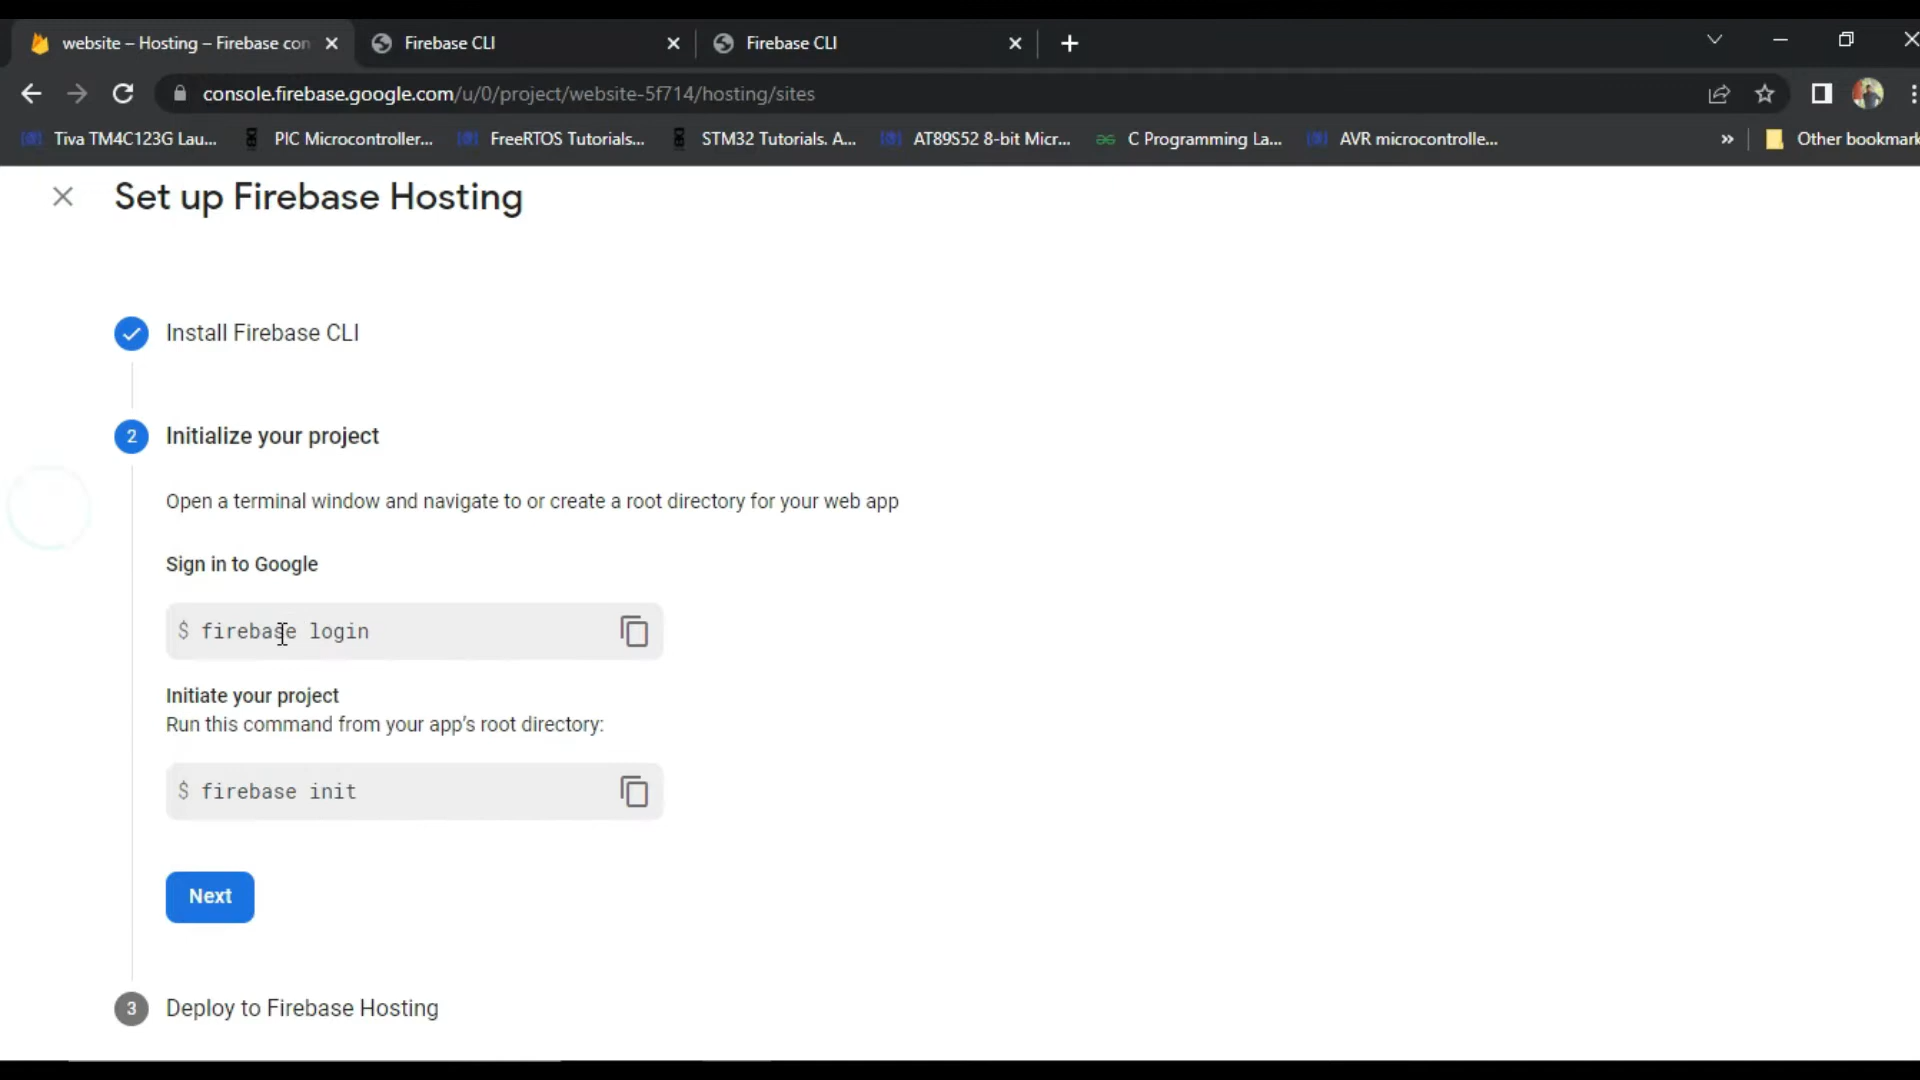 website – Hosting – Firebase con
Firebase CLI
Firebase CLI
console.firebase.google.com/u/0/project/website-5f714/hosting/sites
Tiva TM4C123G Lau...
PIC Microcontroller...
FreeRTOS Tutorials...
STM32 Tutorials. A...
AT89S52 8-bit Micr...
C Programming La...
AVR microcontrolle...
»
Other bookmark
Set up Firebase Hosting
Install Firebase CLI
2 Initialize your project
Open a terminal window and navigate to or create a root directory for your web app
Sign in to Google
$ firebase login
Initiate your project
Run this command from your app's root directory:
$ firebase init
Next
3 Deploy to Firebase Hosting